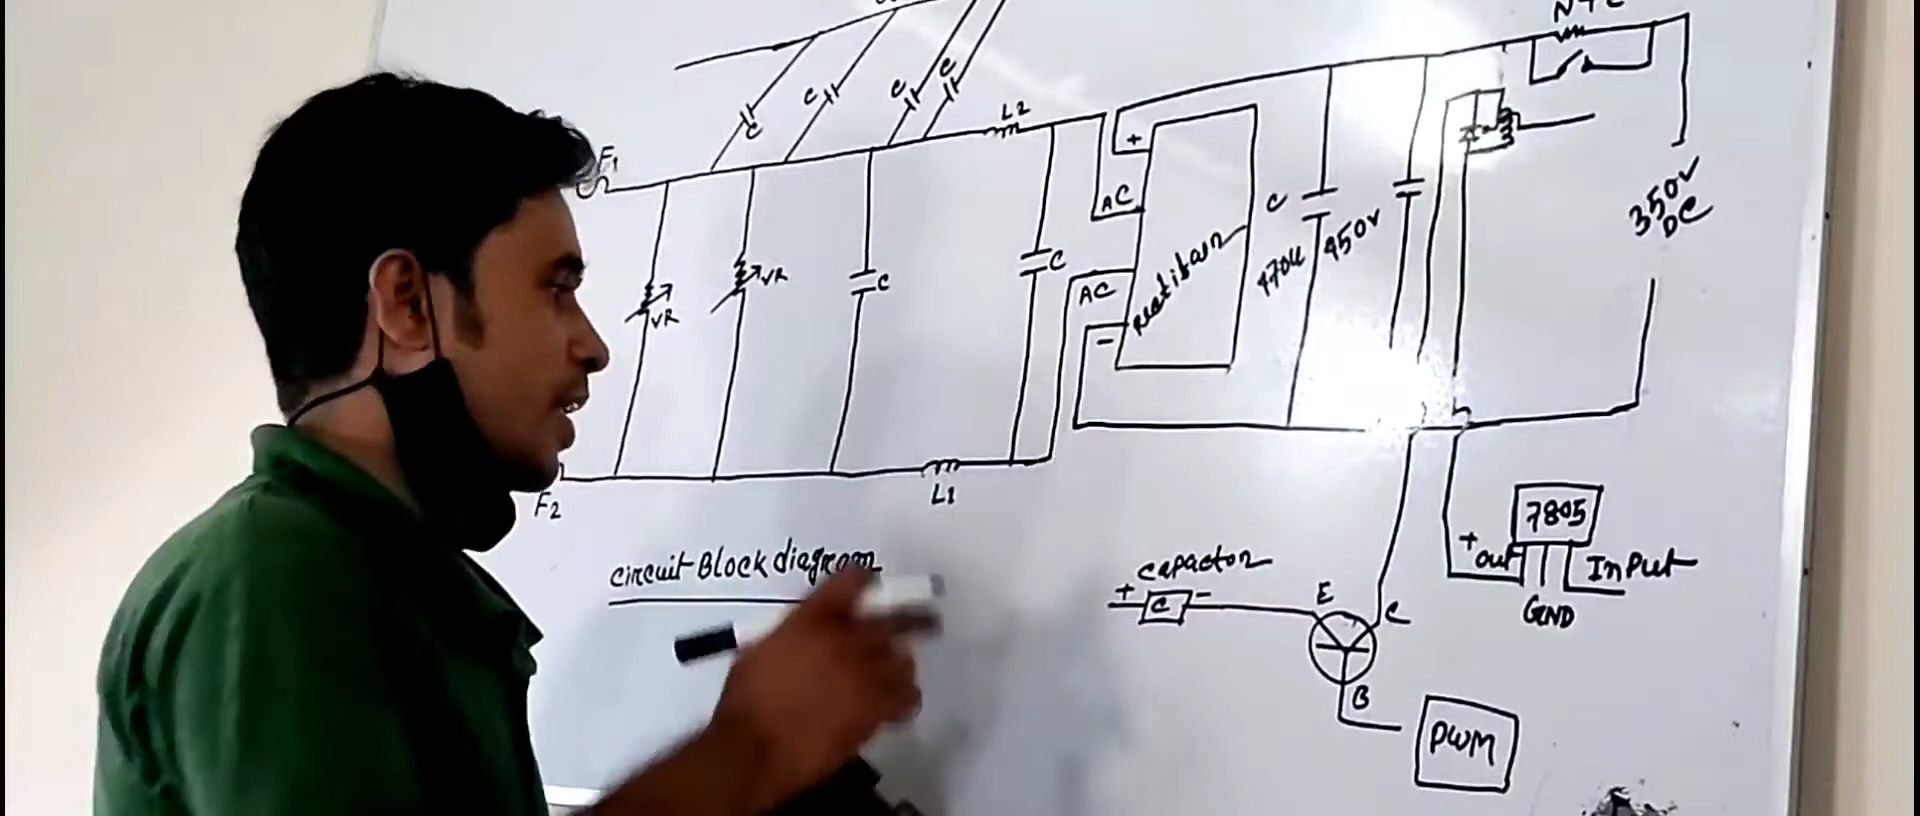 NTC
C
C
C
C
L2
F1
+
AC
VR
VR
C
C
AC
-
Rectifier
C
470u
450v
350v
DC
F2
L1
circuit Block diagram
7805
+ out
Input
GND
capactor
+ C -
E
C
B
PWM